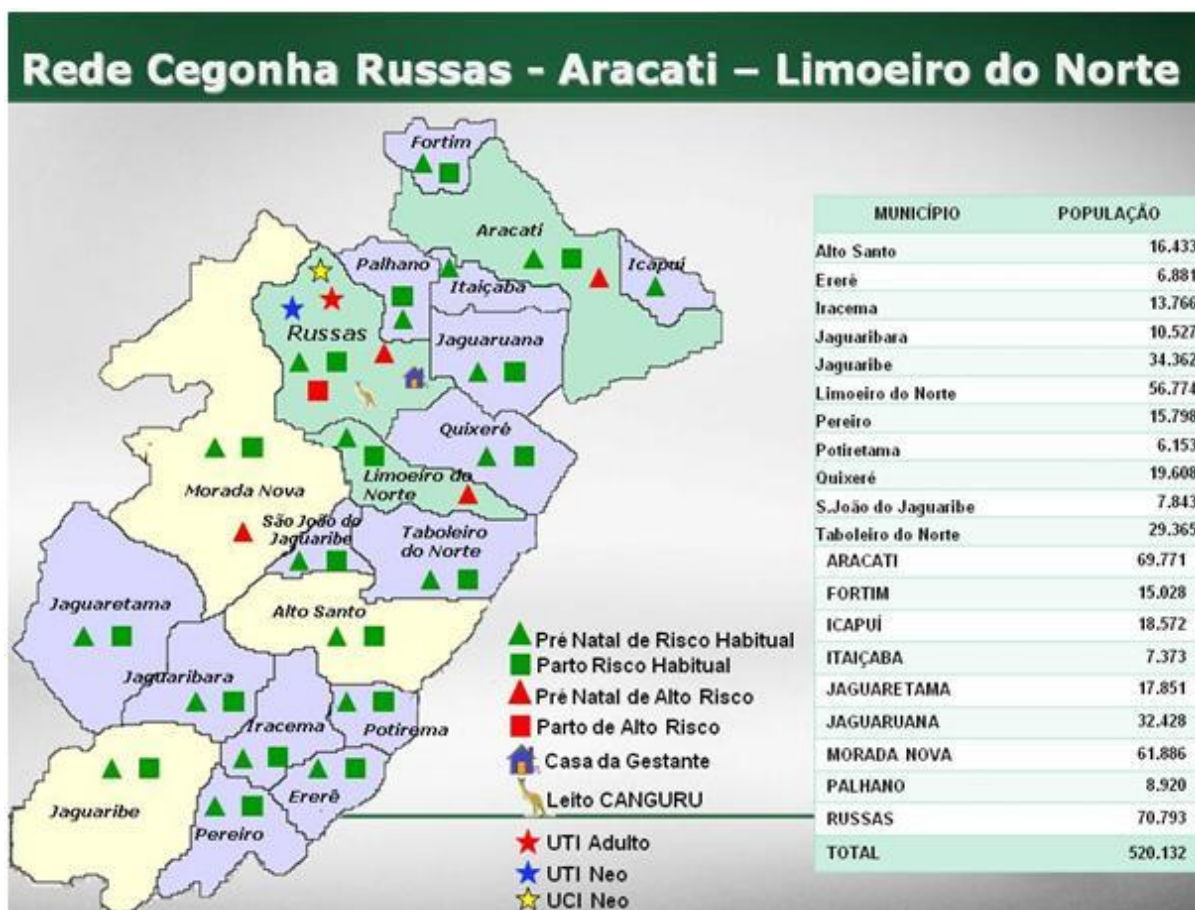 Rede Cegonha Russas - Aracati – Limoeiro do Norte
Fortim
Aracati
Icapuí
Palhano
Itaiçaba
Russas
Jaguaruana
Quixerê
Limoeiro do
Norte
Morada Nova
São João do
Jaguaribe
Taboleiro
do Norte
Jaguaretama
Alto Santo
Jaguaribara
Iracema
Potirema
Jaguaribe
Ererê
Pereiro
Pré Natal de Risco Habitual
Parto Risco Habitual
Pré Natal de Alto Risco
Parto de Alto Risco
Casa da Gestante
Leito CANGURU
UTI Adulto
UTI Neo
UCI Neo
MUNICÍPIO POPULAÇÃO
Alto Santo 16.433
Ererê 6.881
Iracema 13.766
Jaguaribara 10.527
Jaguaribe 34.362
Limoeiro do Norte 56.774
Pereiro 15.798
Potiretama 6.153
Quixeré 19.608
S.João do Jaguaribe 7.843
Taboleiro do Norte 29.365
ARACATI 69.771
FORTIM 15.028
ICAPUÍ 18.572
ITAIÇABA 7.373
JAGUARETAMA 17.851
JAGUARUANA 32.428
MORADA NOVA 61.886
PALHANO 8.920
RUSSAS 70.793
TOTAL 520.132